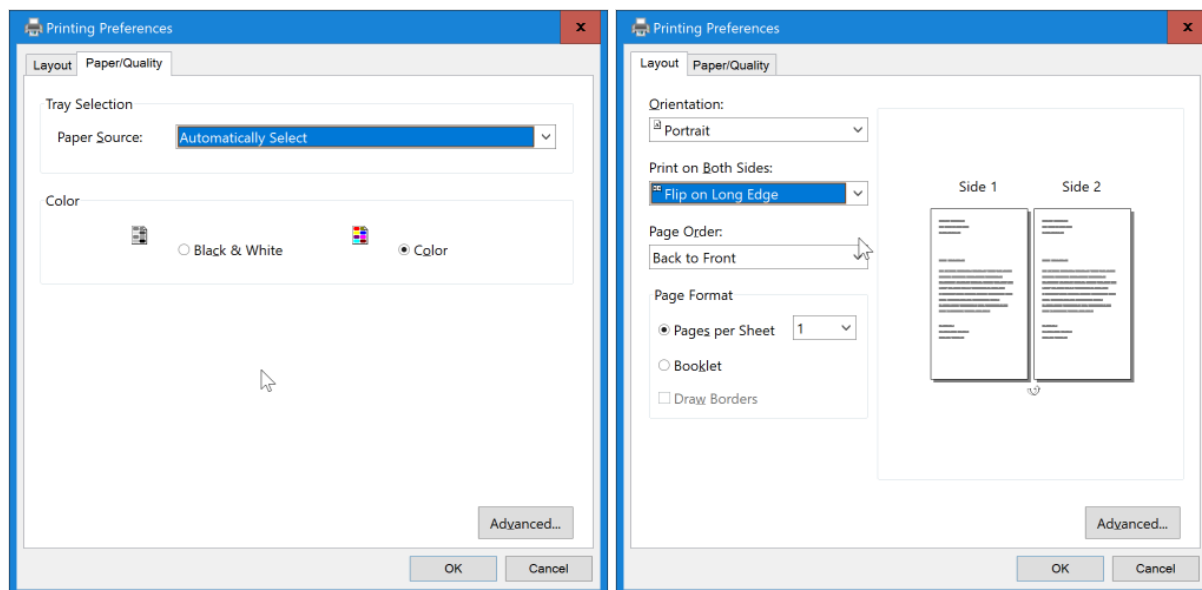 Printing Preferences
x
Layout
Paper/Quality
Tray Selection
Paper Source:
Automatically Select
Color
Black & White
Color
Advanced...
OK
Cancel
Printing Preferences
x
Layout
Paper/Quality
Orientation:
Portrait
Print on Both Sides:
Flip on Long Edge
Page Order:
Back to Front
Page Format
Pages per Sheet
1
Booklet
Draw Borders
Side 1
Side 2
Advanced...
OK
Cancel